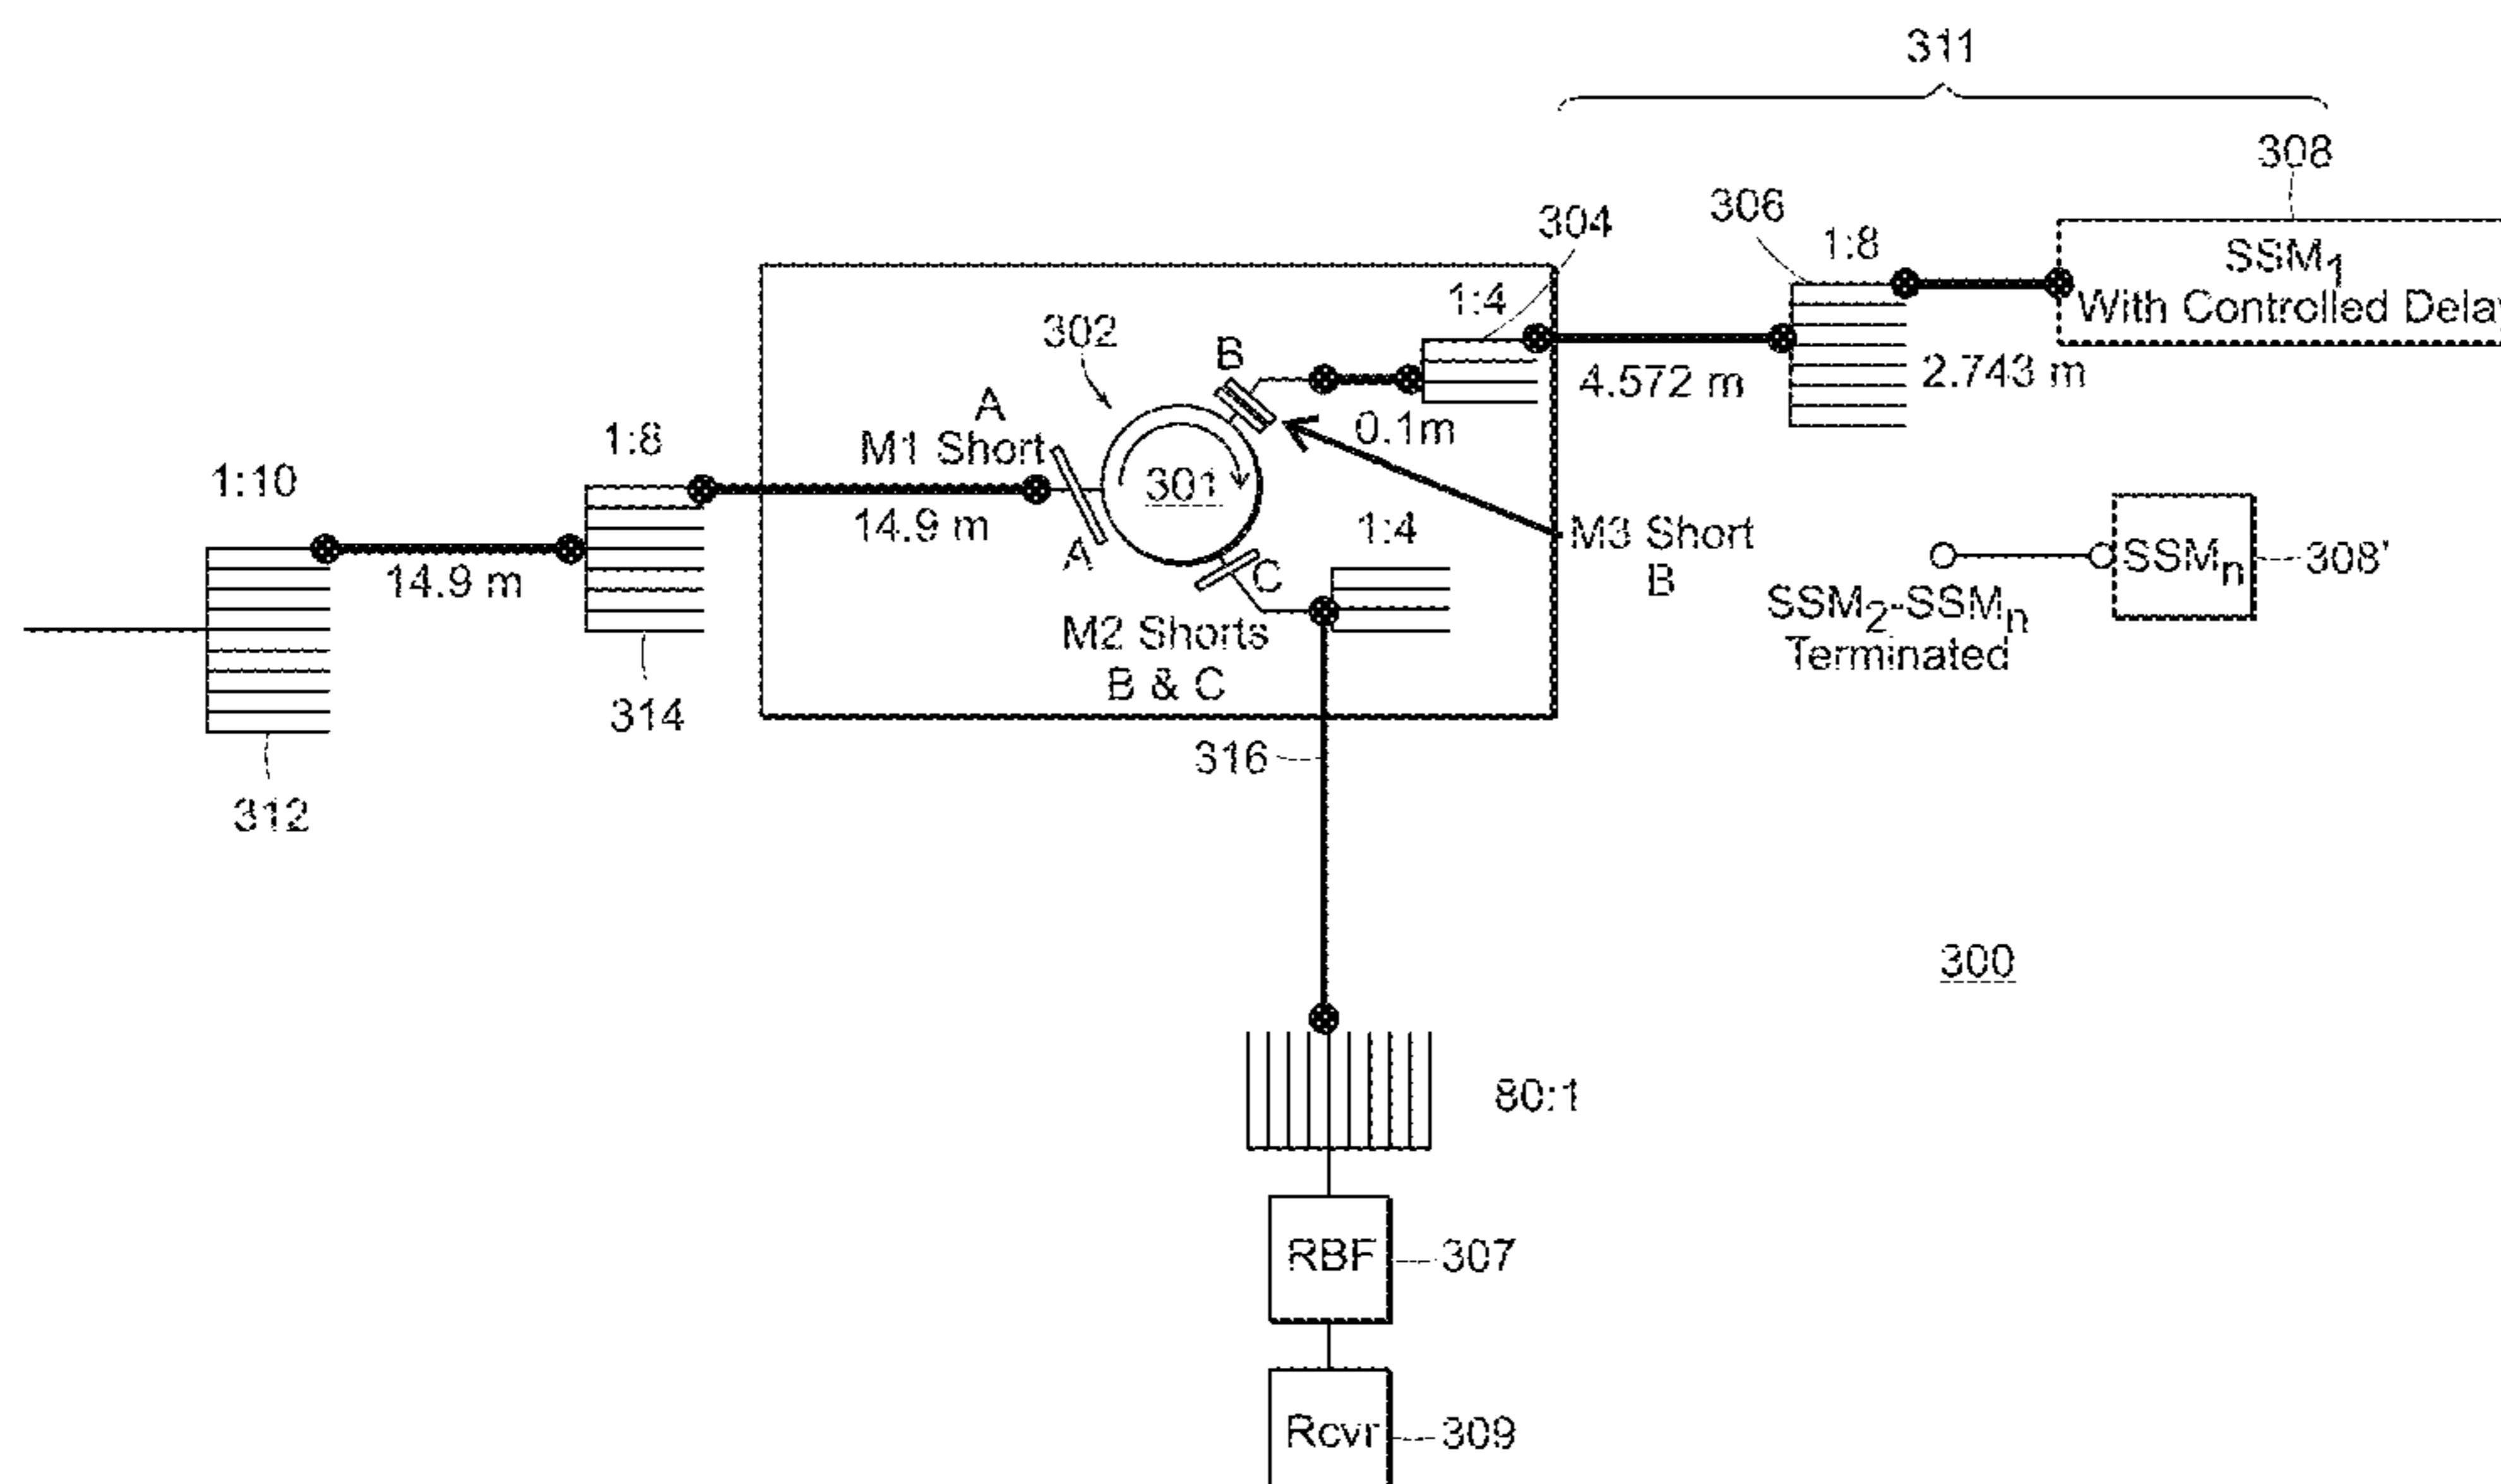 311
308
304
306
1:8
SSM1
With Controlled Delay
1:4
302
B
4.572 m
2.743 m
A
0.1m
1:8
M1 Short
301
1:10
14.9 m
1:4
M3 Short
B
A
C
14.9 m
SSMn
308'
M2 Shorts
B & C
SSM2-SSMn
Terminated
314
316
312
300
80:1
RBF
307
Rcvr
309